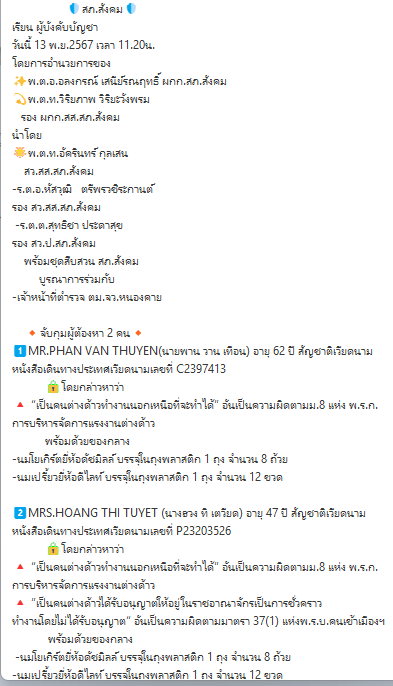 สภ.สังคม
เรียน ผู้บังคับบัญชา
วันนี้ 13 พ.ย.2567 เวลา 11.20น.
โดยการอำนวยการของ
พ.ต.อ.อลงกรณ์ เสนีย์รณฤทธิ์ ผกก.สภ.สังคม
พ.ต.ท.วิริยภาพ วิริยะวังพรม
รอง ผกก.สส.สภ.สังคม
นำโดย
พ.ต.ท.อัครินทร์ กุลเสน
สว.สส.สภ.สังคม
-ร.ต.อ.หัสวุฒิ ตรีพรวชิระกานต์
รอง สว.สส.สภ.สังคม
-ร.ต.ต.สุทธิชา ประดาสุข
รอง สว.ป.สภ.สังคม
พร้อมชุดสืบสวน สภ.สังคม
บูรณาการร่วมกับ
-เจ้าหน้าที่ตำรวจ ตม.จว.หนองคาย
จับกุมผู้ต้องหา 2 คน
1 MR.PHAN VAN THUYEN(นายพาน วาน เทือน) อายุ 62 ปี สัญชาติเวียดนาม
หนังสือเดินทางประเทศเวียดนามเลขที่ C2397413
โดยกล่าวหาว่า
"เป็นคนต่างด้าวทำงานนอกเหนือที่จะทำได้" อันเป็นความผิดตามม.8 แห่ง พ.ร.ก.
การบริหารจัดการแรงงานต่างด้าว
พร้อมด้วยของกลาง
-นมโยเกิร์ตยี่ห้อดัชมิลล์ บรรจุในถุงพลาสติก 1 ถุง จำนวน 8 ถ้วย
-นมเปรี้ยวยี่ห้อดีไลท์ บรรจุในถุงพลาสติก 1 ถุง จำนวน 12 ขวด
2 MRS.HOANG THI TUYET (นางฮวง ทิ เตวียด) อายุ 47 ปี สัญชาติเวียดนาม
หนังสือเดินทางประเทศเวียดนามเลขที่ P23203526
โดยกล่าวหาว่า
"เป็นคนต่างด้าวทำงานนอกเหนือที่จะทำได้" อันเป็นความผิดตามม.8 แห่ง พ.ร.ก.
การบริหารจัดการแรงงานต่างด้าว
"เป็นคนต่างด้าวได้รับอนุญาตให้อยู่ในราชอาณาจักรเป็นการชั่วคราว
ทำงานโดยไม่ได้รับอนุญาต" อันเป็นความผิดตามมาตรา 37(1) แห่งพ.ร.บ.คนเข้าเมืองฯ
พร้อมด้วยของกลาง
-นมโยเกิร์ตยี่ห้อดัชมิลล์ บรรจุในถุงพลาสติก 1 ถุง จำนวน 8 ถ้วย
-นมเปรี้ยวยี่ห้อดีไลท์ บรรจุในถุงพลาสติก 1 ถุง จำนวน 12 ขวด